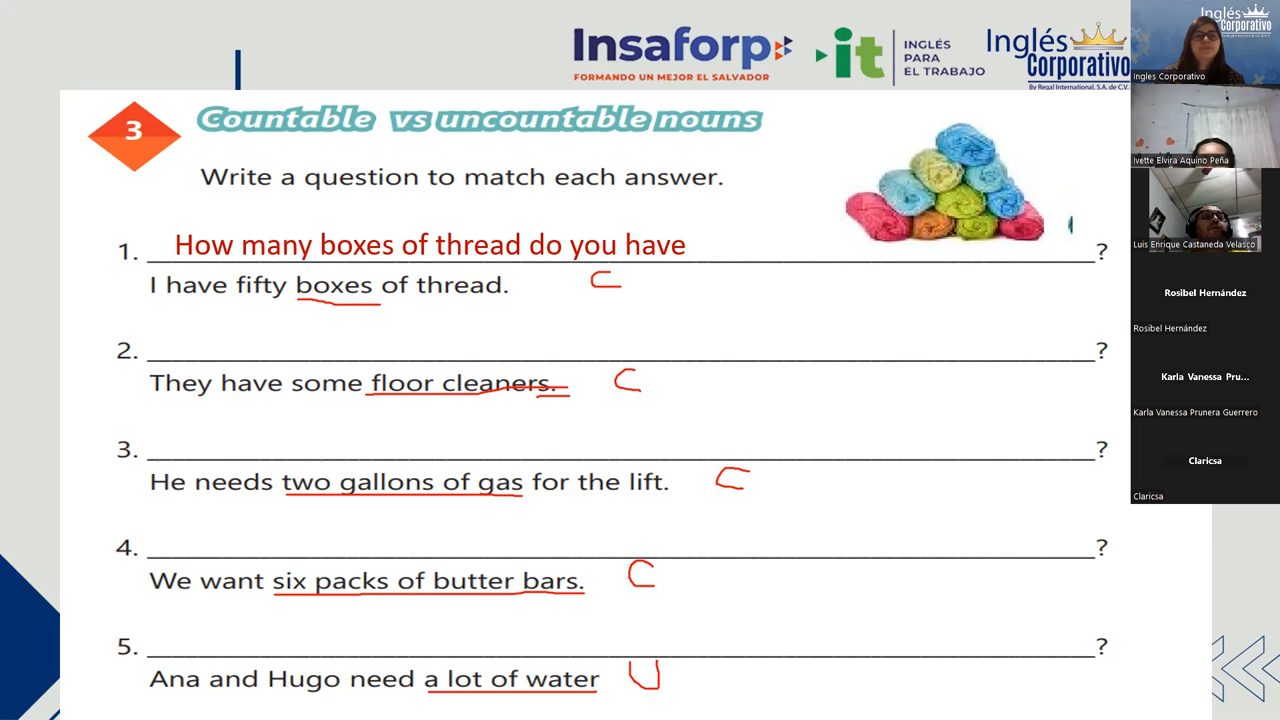 Insaforp
FORMANDO UN MEJOR EL SALVADOR
it
INGLÉS
PARA
EL TRABAJO
Inglés
Corporativo
By Regal International, S.A. de C.V.
Inglés
Corporativo
Ingles Corporativo
Ivette Elvira Aquino Peña
Luis Enrique Castaneda Velasco
Rosibel Hernández
Rosibel Hernández
Karla Vanessa Pru...
Karla Vanessa Prunera Guerrero
Claricsa
Claricsa
3
Countable vs uncountable nouns
Write a question to match each answer.
1. How many boxes of thread do you have ?
I have fifty boxes of thread. C
2. ?
They have some floor cleaners. C
3. ?
He needs two gallons of gas for the lift. C
4. ?
We want six packs of butter bars. C
5. ?
Ana and Hugo need a lot of water U